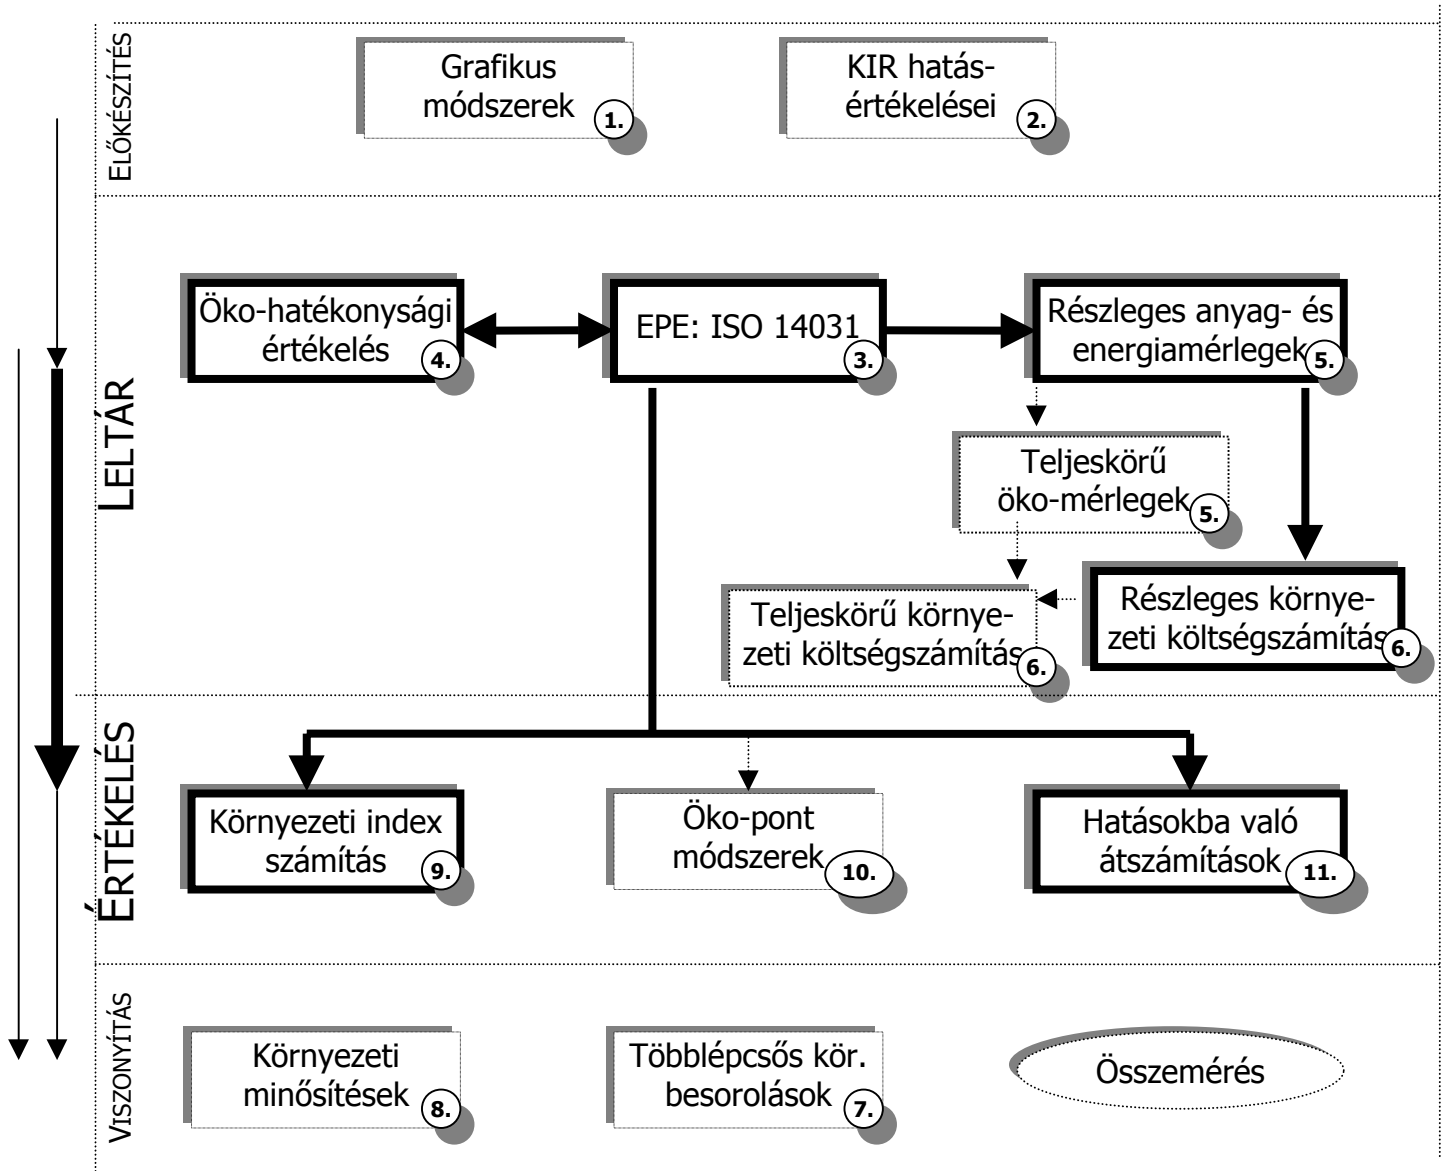 ELŐKÉSZÍTÉS
Grafikus
módszerek
1.
KIR hatás-
értékelései
2.
LELTÁR
Öko-hatékonysági
értékelés
4.
EPE: ISO 14031
3.
Részleges anyag- és
energiamérlegek
5.
Teljeskörű
öko-mérlegek
5.
Teljeskörű környe-
zeti költségszámítás
6.
Részleges környe-
zeti költségszámítás
6.
ÉRTÉKELÉS
Környezeti index
számítás
9.
Öko-pont
módszerek
10.
Hatásokba való
átszámítások
11.
VISZONYÍTÁS
Környezeti
minősítések
8.
Többlépcsős kör.
besorolások
7.
Összemérés